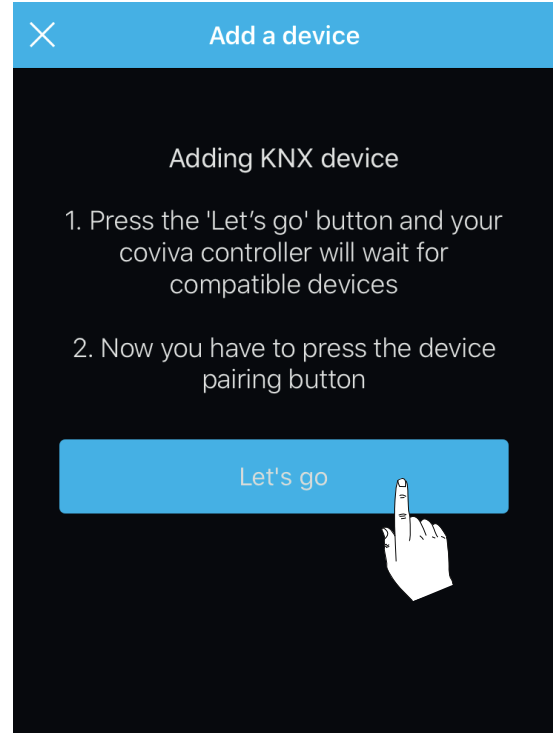 Add a device
Adding KNX device
1. Press the 'Let’s go' button and your
coviva controller will wait for
compatible devices
2. Now you have to press the device
pairing button
Let's go